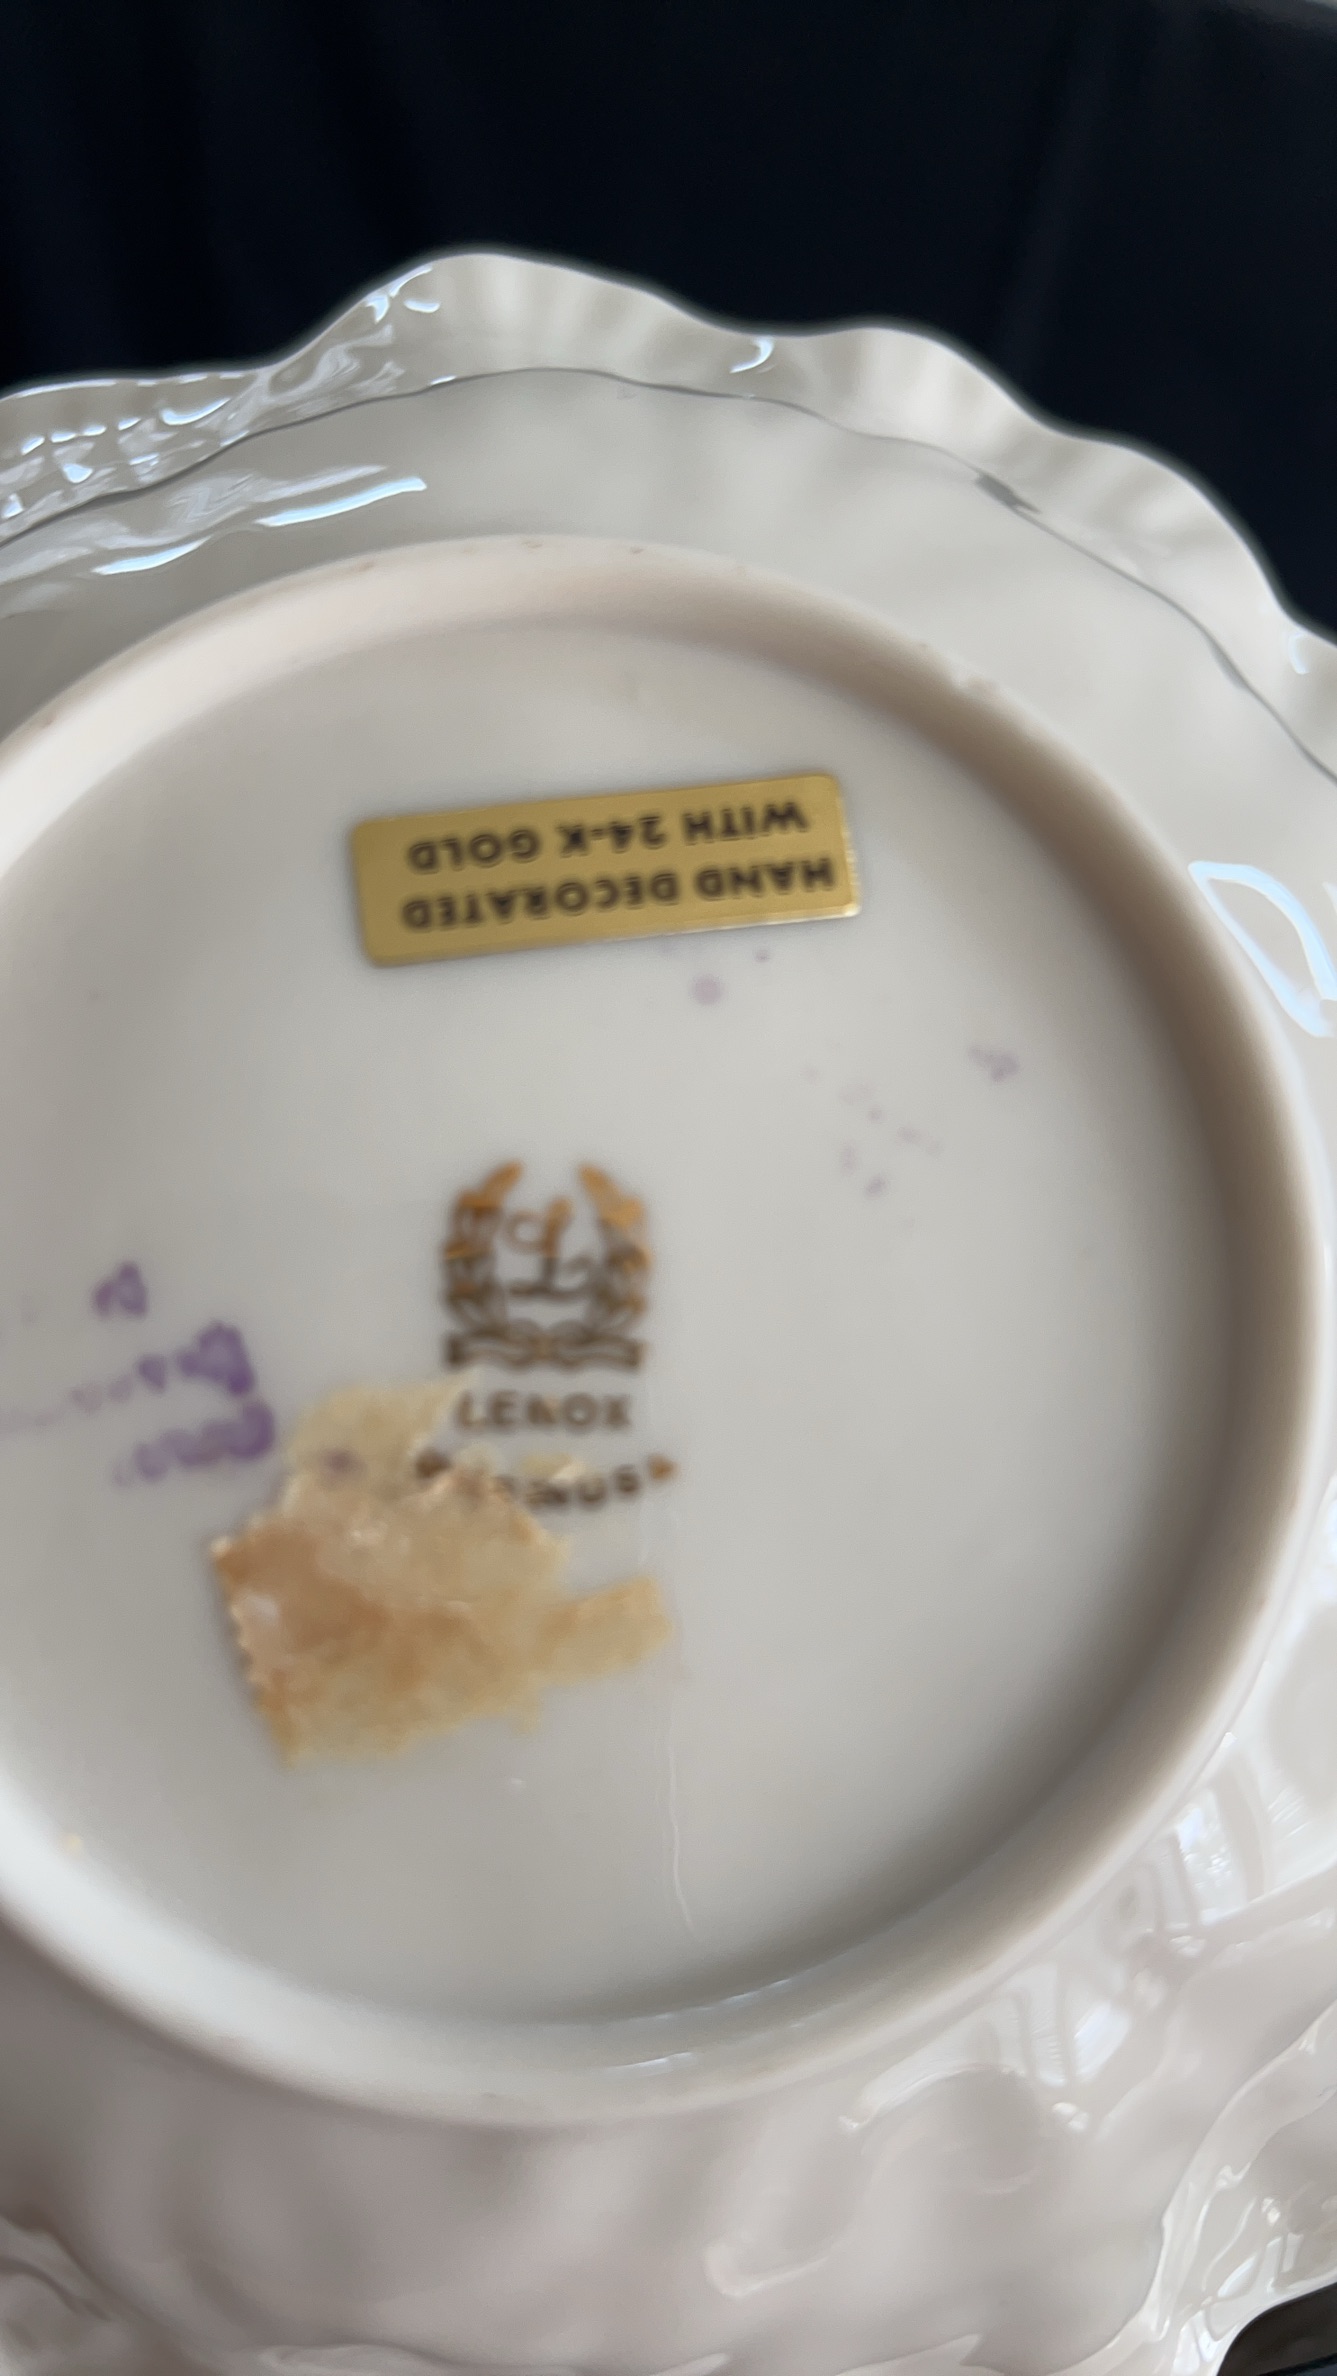 HAND DECORATED
WITH 24-K GOLD
L
LENOX